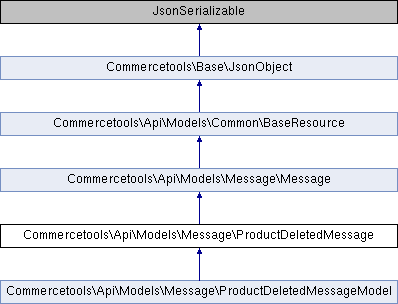 JsonSerializable
Commercetools\Base\JsonObject
Commercetools\Api\Models\Common\BaseResource
Commercetools\Api\Models\Message\Message
Commercetools\Api\Models\Message\ProductDeletedMessage
Commercetools\Api\Models\Message\ProductDeletedMessageModel